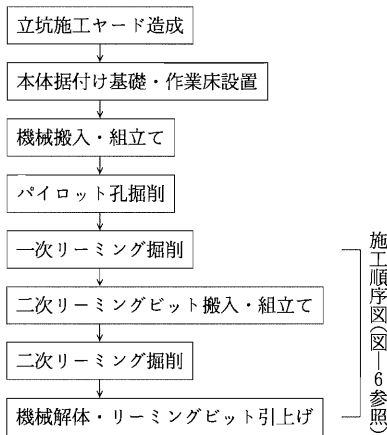 立坑施工ヤード造成
本体据付け基礎・作業床設置
機械搬入・組立て
パイロット孔掘削
一次リーミング掘削
二次リーミングビット搬入・組立て
二次リーミング掘削
機械解体・リーミングビット引上げ
施工順序図(図―6参照)